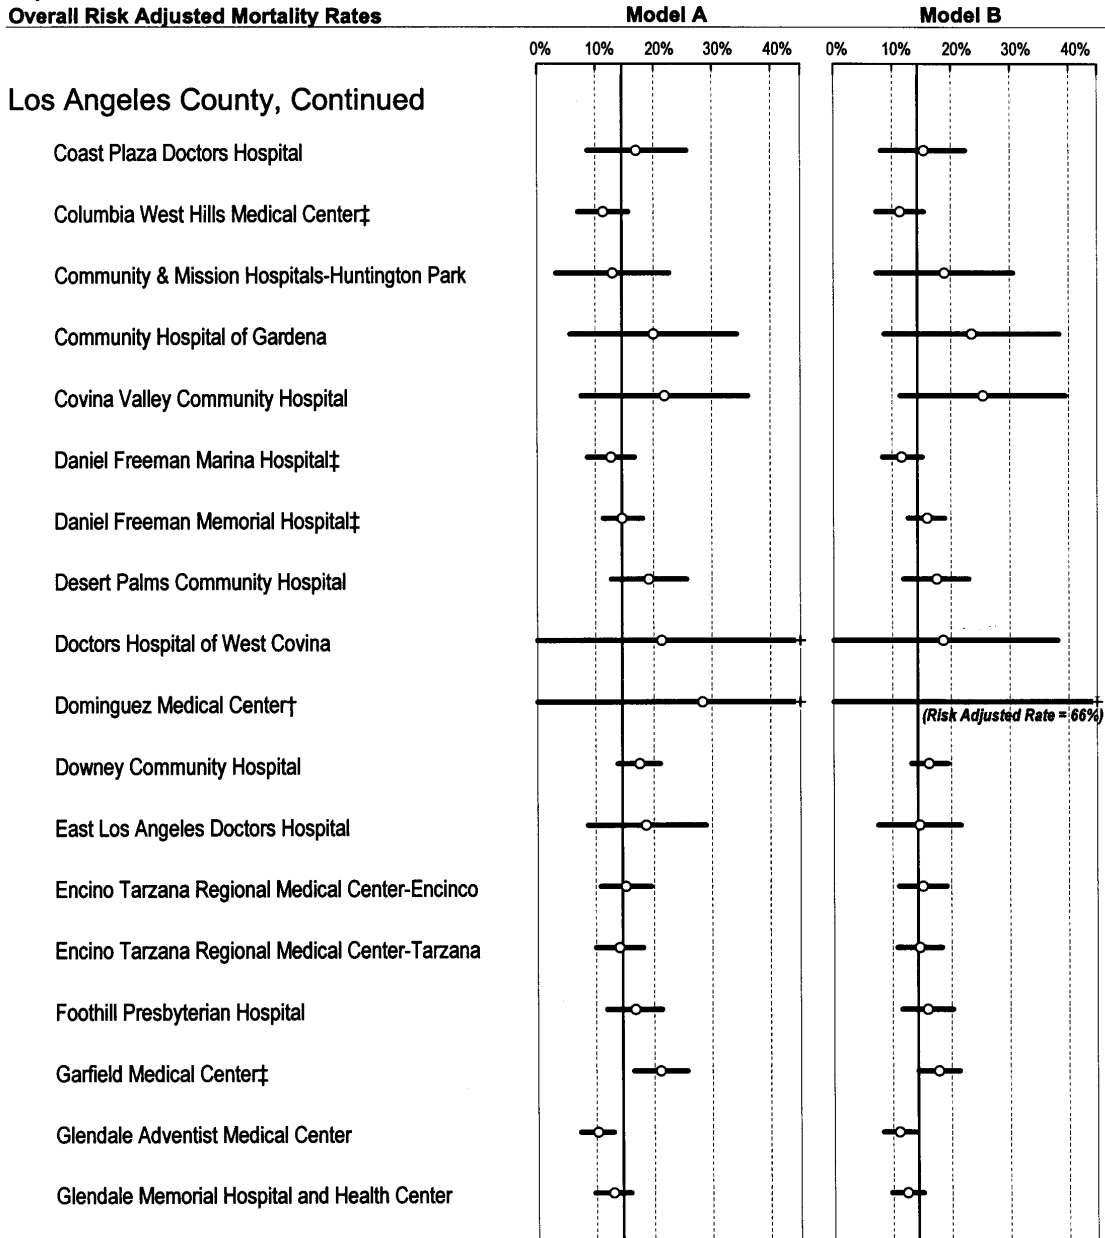 Overall Risk Adjusted Mortality Rates Model A Model B
0% 10% 20% 30% 40% 0% 10% 20% 30% 40%
Los Angeles County, Continued
Coast Plaza Doctors Hospital
Columbia West Hills Medical Center‡
Community & Mission Hospitals-Huntington Park
Community Hospital of Gardena
Covina Valley Community Hospital
Daniel Freeman Marina Hospital‡
Daniel Freeman Memorial Hospital‡
Desert Palms Community Hospital
Doctors Hospital of West Covina
+
Dominguez Medical Center†
+ +
(Risk Adjusted Rate = 66%)
Downey Community Hospital
East Los Angeles Doctors Hospital
Encino Tarzana Regional Medical Center-Encinco
Encino Tarzana Regional Medical Center-Tarzana
Foothill Presbyterian Hospital
Garfield Medical Center‡
Glendale Adventist Medical Center
Glendale Memorial Hospital and Health Center